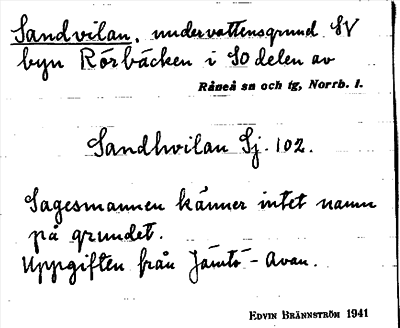 Sandvilan, undervattensgrund SV
byn Rörbäcken i SO delen av
Råneå sn och tg, Norrb. l.
Sandhvilan Sj. 102.
Sagesmannen känner intet namn
på grundet.
Uppgiften från Jämtö-Avan.
EDVIN BRÄNNSTRÖM 1941